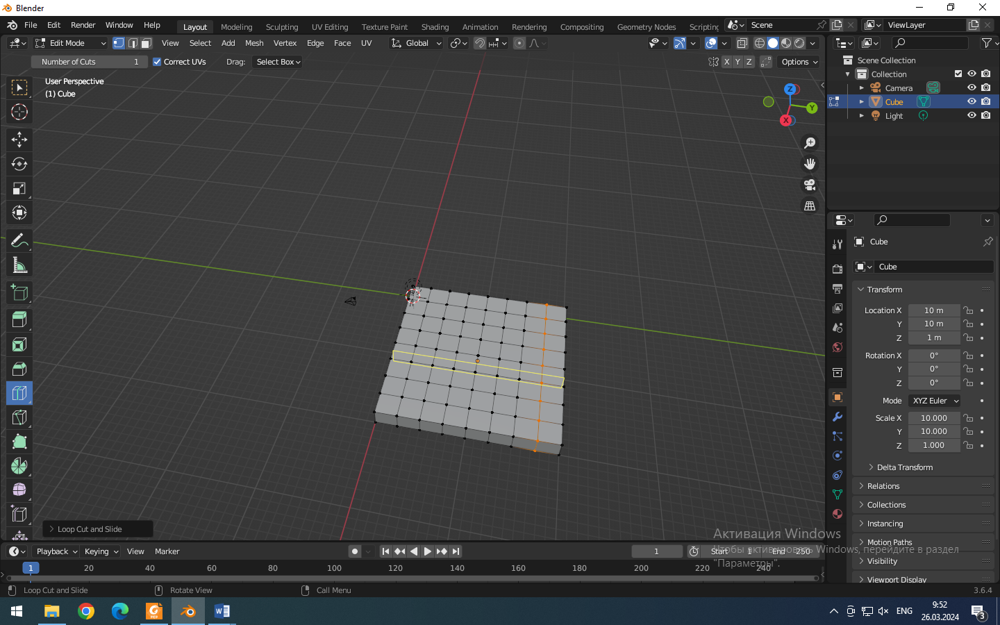 Blender
File Edit Render Window Help Layout Modeling Sculpting UV Editing Texture Paint Shading Animation Rendering Compositing Geometry Nodes Scripting Scene ViewLayer
Edit Mode View Select Add Mesh Vertex Edge Face UV Global
Number of Cuts 1 Correct UVs Drag: Select Box X Y Z Options
User Perspective
(1) Cube
Z
Y
X
Scene Collection
Collection
Camera
Cube
Light
Cube
Cube
Transform
Location X 10 m
Y 10 m
Z 1 m
Rotation X 0°
Y 0°
Z 0°
Mode XYZ Euler
Scale X 10.000
Y 10.000
Z 1.000
Delta Transform
Relations
Collections
Instancing
Motion Paths
Visibility
Viewport Display
Loop Cut and Slide
Активация Windows
Чтобы активировать Windows, перейдите в раздел
"Параметры".
Playback Keying View Marker 1 Start 1 End 250
1 20 40 60 80 100 120 140 160 180 200 220 240
Loop Cut and Slide Rotate View Call Menu 3.6.4
PDF W ENG 9:52
26.03.2024 3